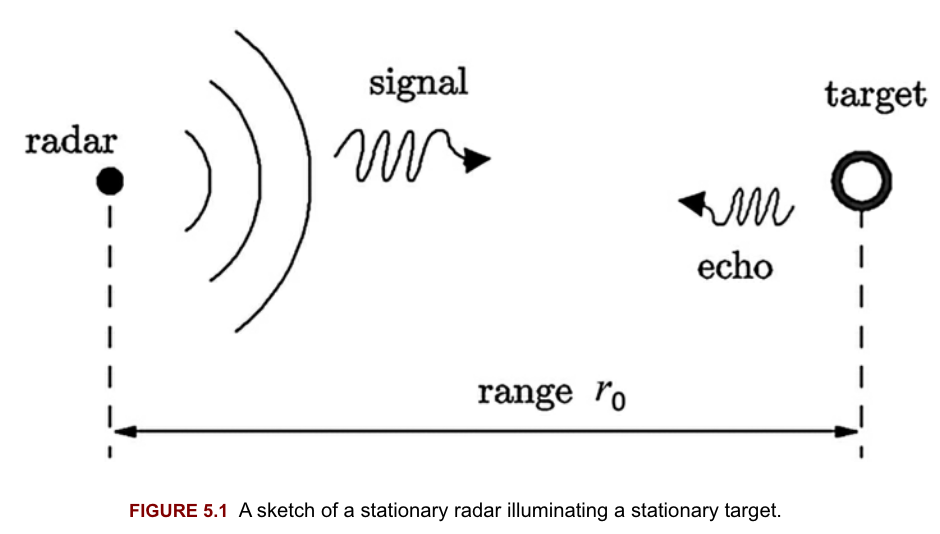 signal
target
radar
echo
range r₀
FIGURE 5.1 A sketch of a stationary radar illuminating a stationary target.